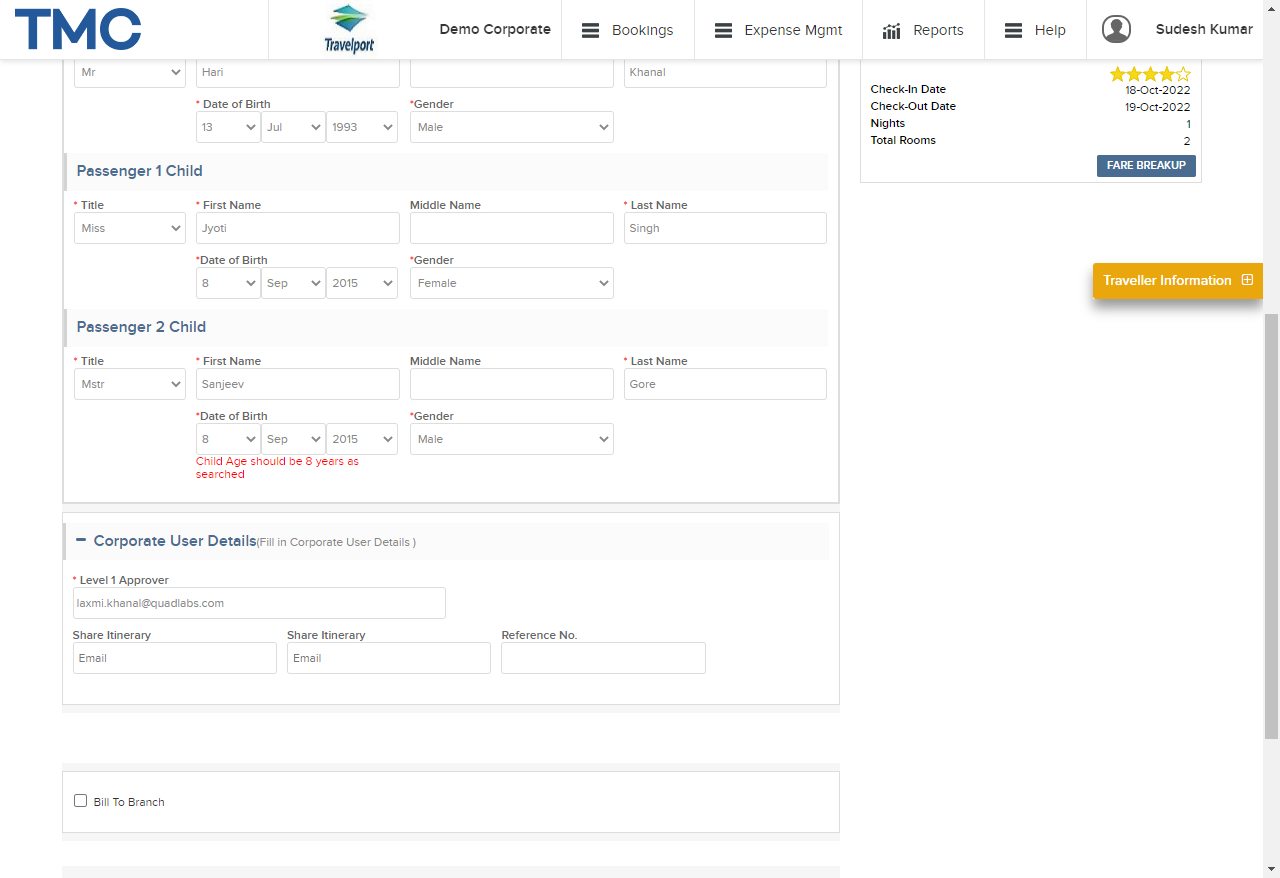 TMC
Travelport
Demo Corporate
Bookings
Expense Mgmt
Reports
Help
Sudesh Kumar
Mr
Hari
Khanal
* Date of Birth
*Gender
13
Jul
1993
Male
Passenger 1 Child
* Title
* First Name
Middle Name
* Last Name
Miss
Jyoti
Singh
*Date of Birth
*Gender
8
Sep
2015
Female
Passenger 2 Child
* Title
* First Name
Middle Name
* Last Name
Mstr
Sanjeev
Gore
*Date of Birth
*Gender
8
Sep
2015
Male
Child Age should be 8 years as
searched
Corporate User Details(Fill in Corporate User Details )
* Level 1 Approver
laxmi.khanal@quadlabs.com
Share Itinerary
Share Itinerary
Reference No.
Email
Email
Bill To Branch
Check-In Date
18-Oct-2022
Check-Out Date
19-Oct-2022
Nights
1
Total Rooms
2
FARE BREAKUP
Traveller Information